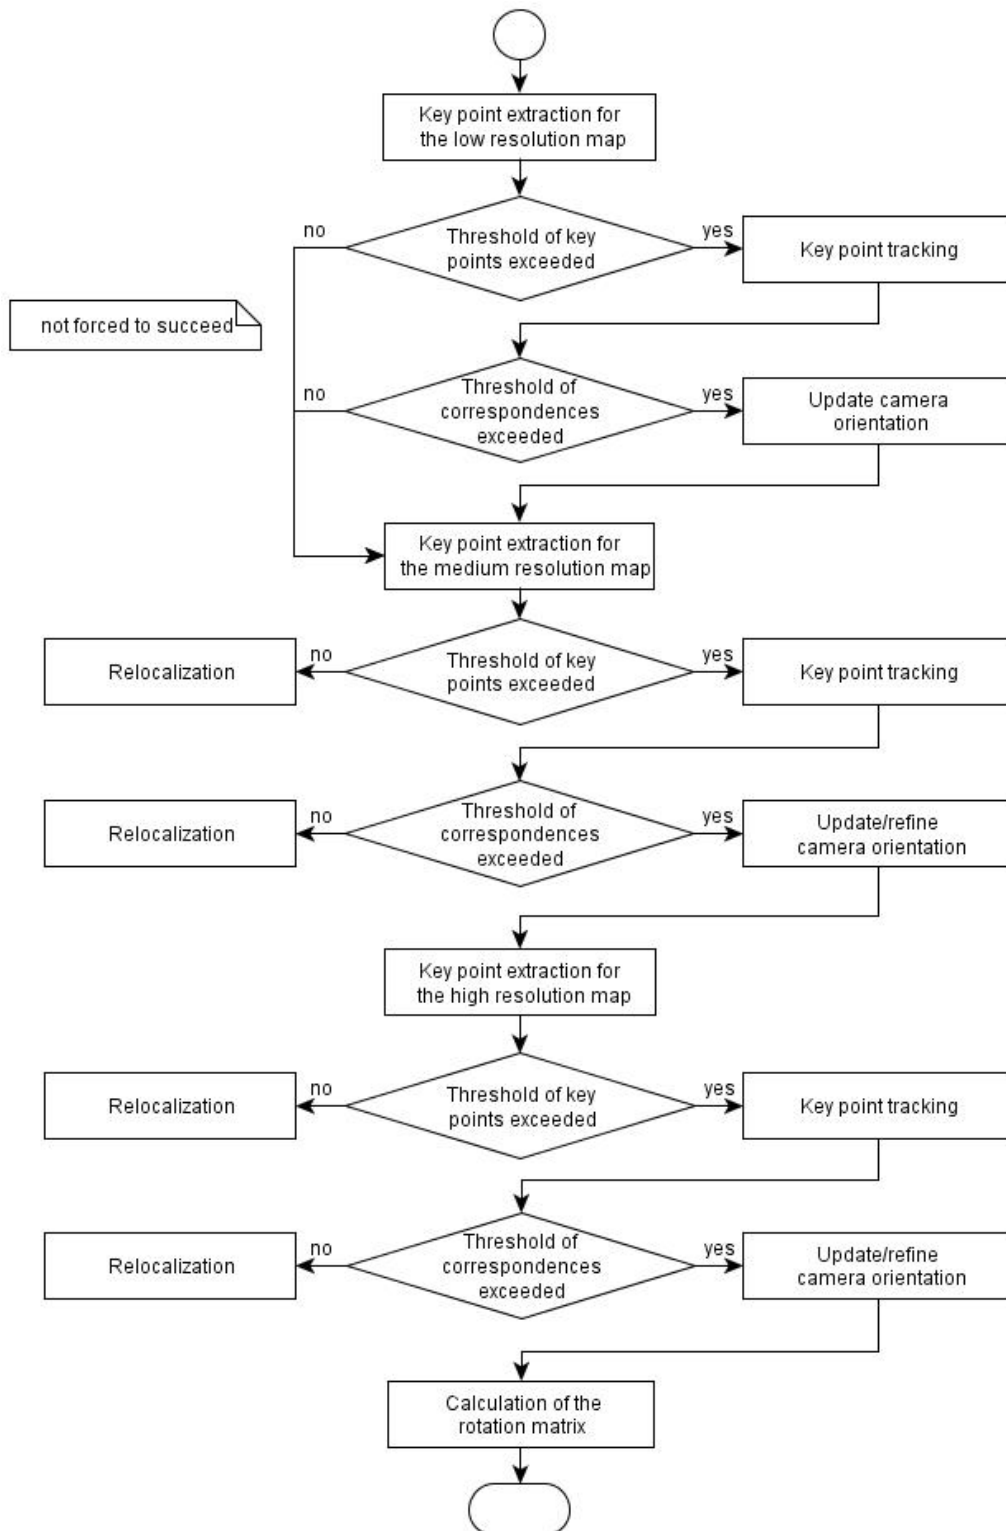 Key point extraction for
the low resolution map
no
Threshold of key
points exceeded
yes
Key point tracking
not forced to succeed
no
Threshold of
correspondences
exceeded
yes
Update camera
orientation
Key point extraction for
the medium resolution map
Relocalization
no
Threshold of key
points exceeded
yes
Key point tracking
Relocalization
no
Threshold of
correspondences
exceeded
yes
Update/refine
camera orientation
Key point extraction for
the high resolution map
Relocalization
no
Threshold of key
points exceeded
yes
Key point tracking
Relocalization
no
Threshold of
correspondences
exceeded
yes
Update/refine
camera orientation
Calculation of the
rotation matrix